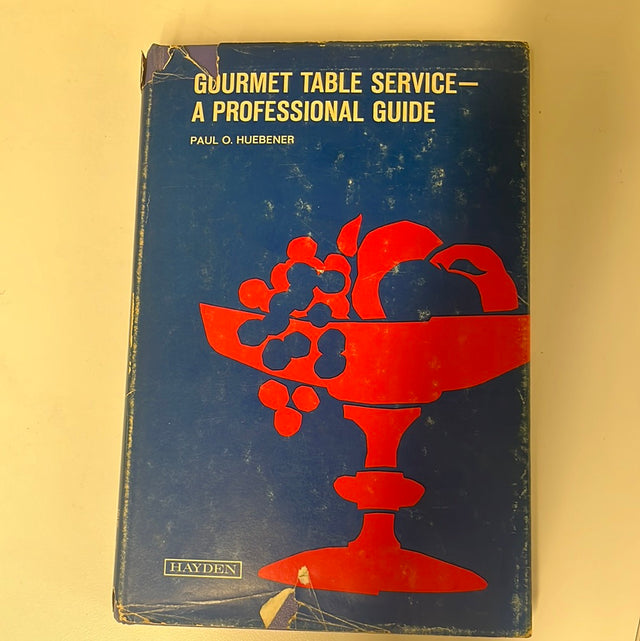 GOURMET TABLE SERVICE—
A PROFESSIONAL GUIDE
PAUL O. HUEBENER
HAYDEN